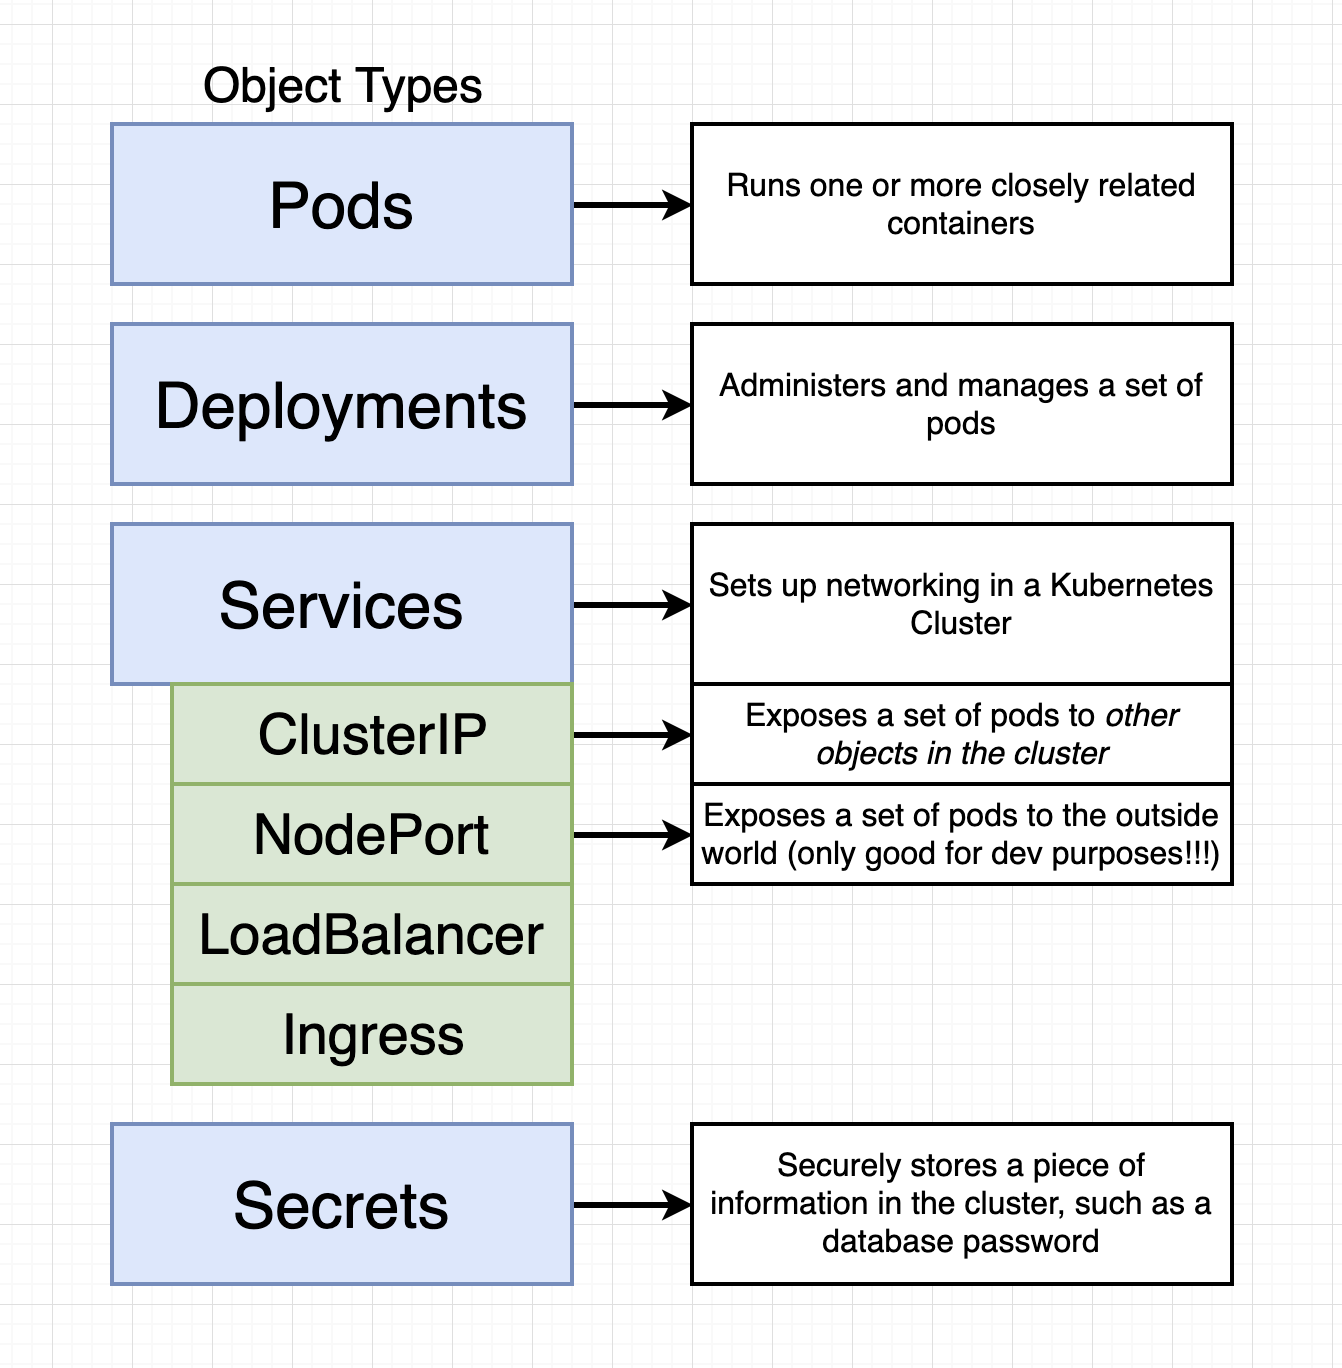 Object Types
Pods
Runs one or more closely related
containers
Deployments
Administers and manages a set of
pods
Services
Sets up networking in a Kubernetes
Cluster
ClusterIP
Exposes a set of pods to other
objects in the cluster
NodePort
Exposes a set of pods to the outside
world (only good for dev purposes!!!)
LoadBalancer
Ingress
Secrets
Securely stores a piece of
information in the cluster, such as a
database password